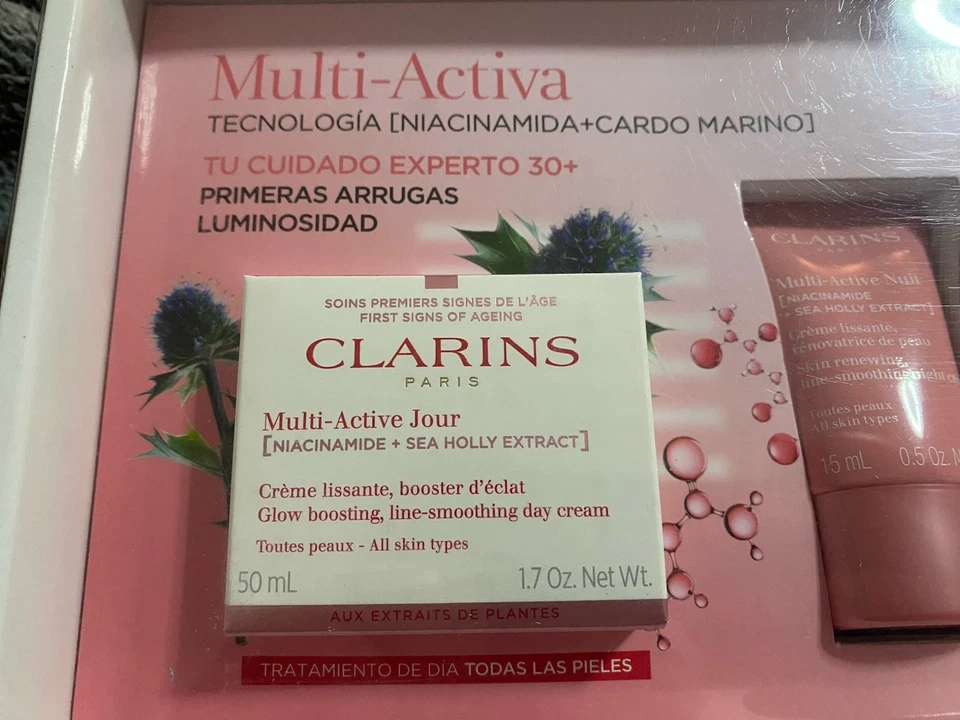 Multi-Activa
TECNOLOGÍA [NIACINAMIDA+CARDO MARINO]
TU CUIDADO EXPERTO 30+
PRIMERAS ARRUGAS
LUMINOSIDAD
SOINS PREMIERS SIGNES DE L'ÂGE
FIRST SIGNS OF AGEING
CLARINS
PARIS
Multi-Active Jour
[NIACINAMIDE + SEA HOLLY EXTRACT]
Crème lissante, booster d'éclat
Glow boosting, line-smoothing day cream
Toutes peaux - All skin types
50 mL
1.7 Oz. Net Wt.
AUX EXTRAITS DE PLANTES
TRATAMIENTO DE DÍA TODAS LAS PIELES
CLARINS
PARIS
Multi-Active Nuit
[NIACINAMIDE
+ SEA HOLLY EXTRACT]
Crème lissante,
rénovatrice de peau
Skin renewing,
line-smoothing night
Toutes peaux
All skin types
15 mL 0.5 Oz.